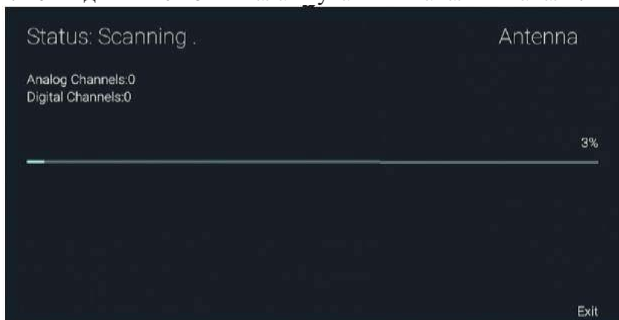 Status: Scanning .
Antenna
Analog Channels:0
Digital Channels:0
3%
Exit